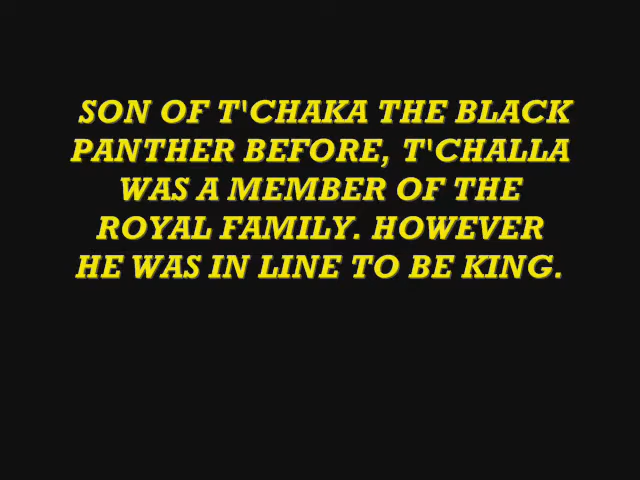 SON OF T'CHAKA THE BLACK
PANTHER BEFORE, T'CHALLA
WAS A MEMBER OF THE
ROYAL FAMILY. HOWEVER
HE WAS IN LINE TO BE KING.